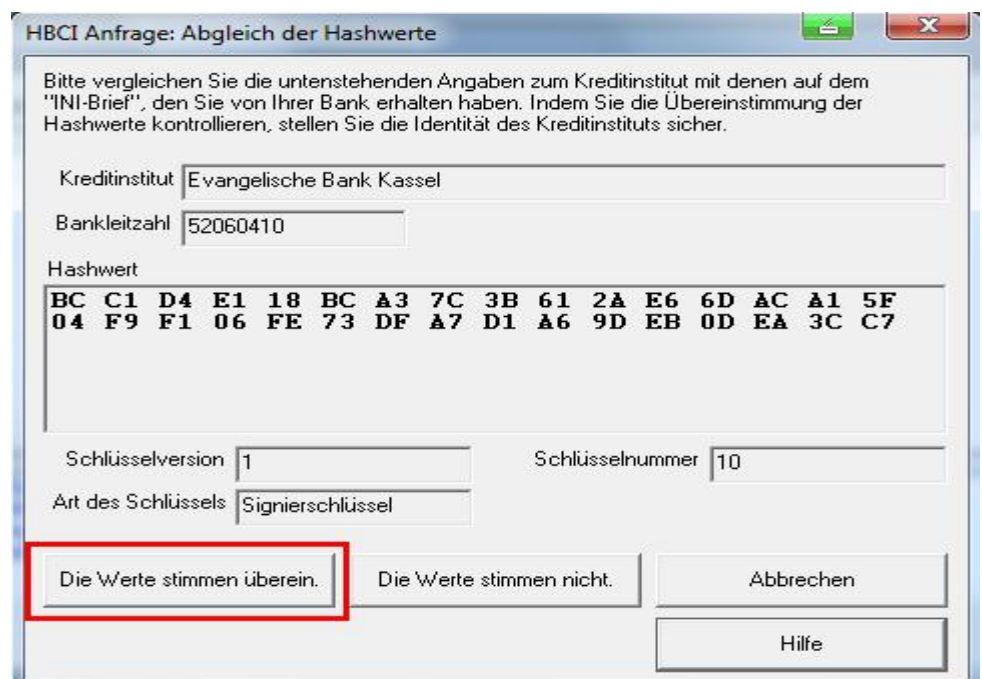 HBCI Anfrage: Abgleich der Hashwerte
Bitte vergleichen Sie die untenstehenden Angaben zum Kreditinstitut mit denen auf dem
"INI-Brief", den Sie von Ihrer Bank erhalten haben. Indem Sie die Übereinstimmung der
Hashwerte kontrollieren, stellen Sie die Identität des Kreditinstituts sicher.
Kreditinstitut Evangelische Bank Kassel
Bankleitzahl 52060410
Hashwert
BC C1 D4 E1 18 BC A3 7C 3B 61 2A E6 6D AC A1 5F
04 F9 F1 06 FE 73 DF A7 D1 A6 9D EB 0D EA 3C C7
Schlüsselversion 1 Schlüsselnummer 10
Art des Schlüssels Signierschlüssel
Die Werte stimmen überein. Die Werte stimmen nicht. Abbrechen
Hilfe